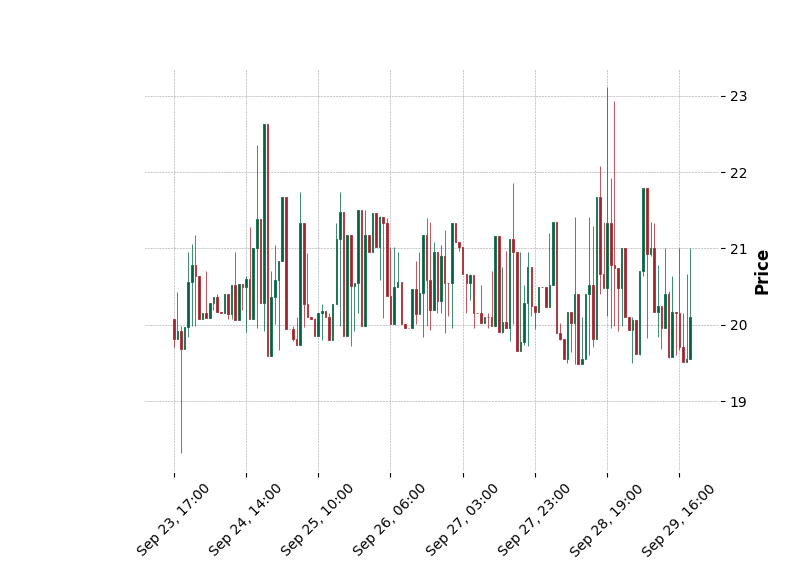 23
22
21
20
19
Price
Sep 23, 17:00
Sep 24, 14:00
Sep 25, 10:00
Sep 26, 06:00
Sep 27, 03:00
Sep 27, 23:00
Sep 28, 19:00
Sep 29, 16:00